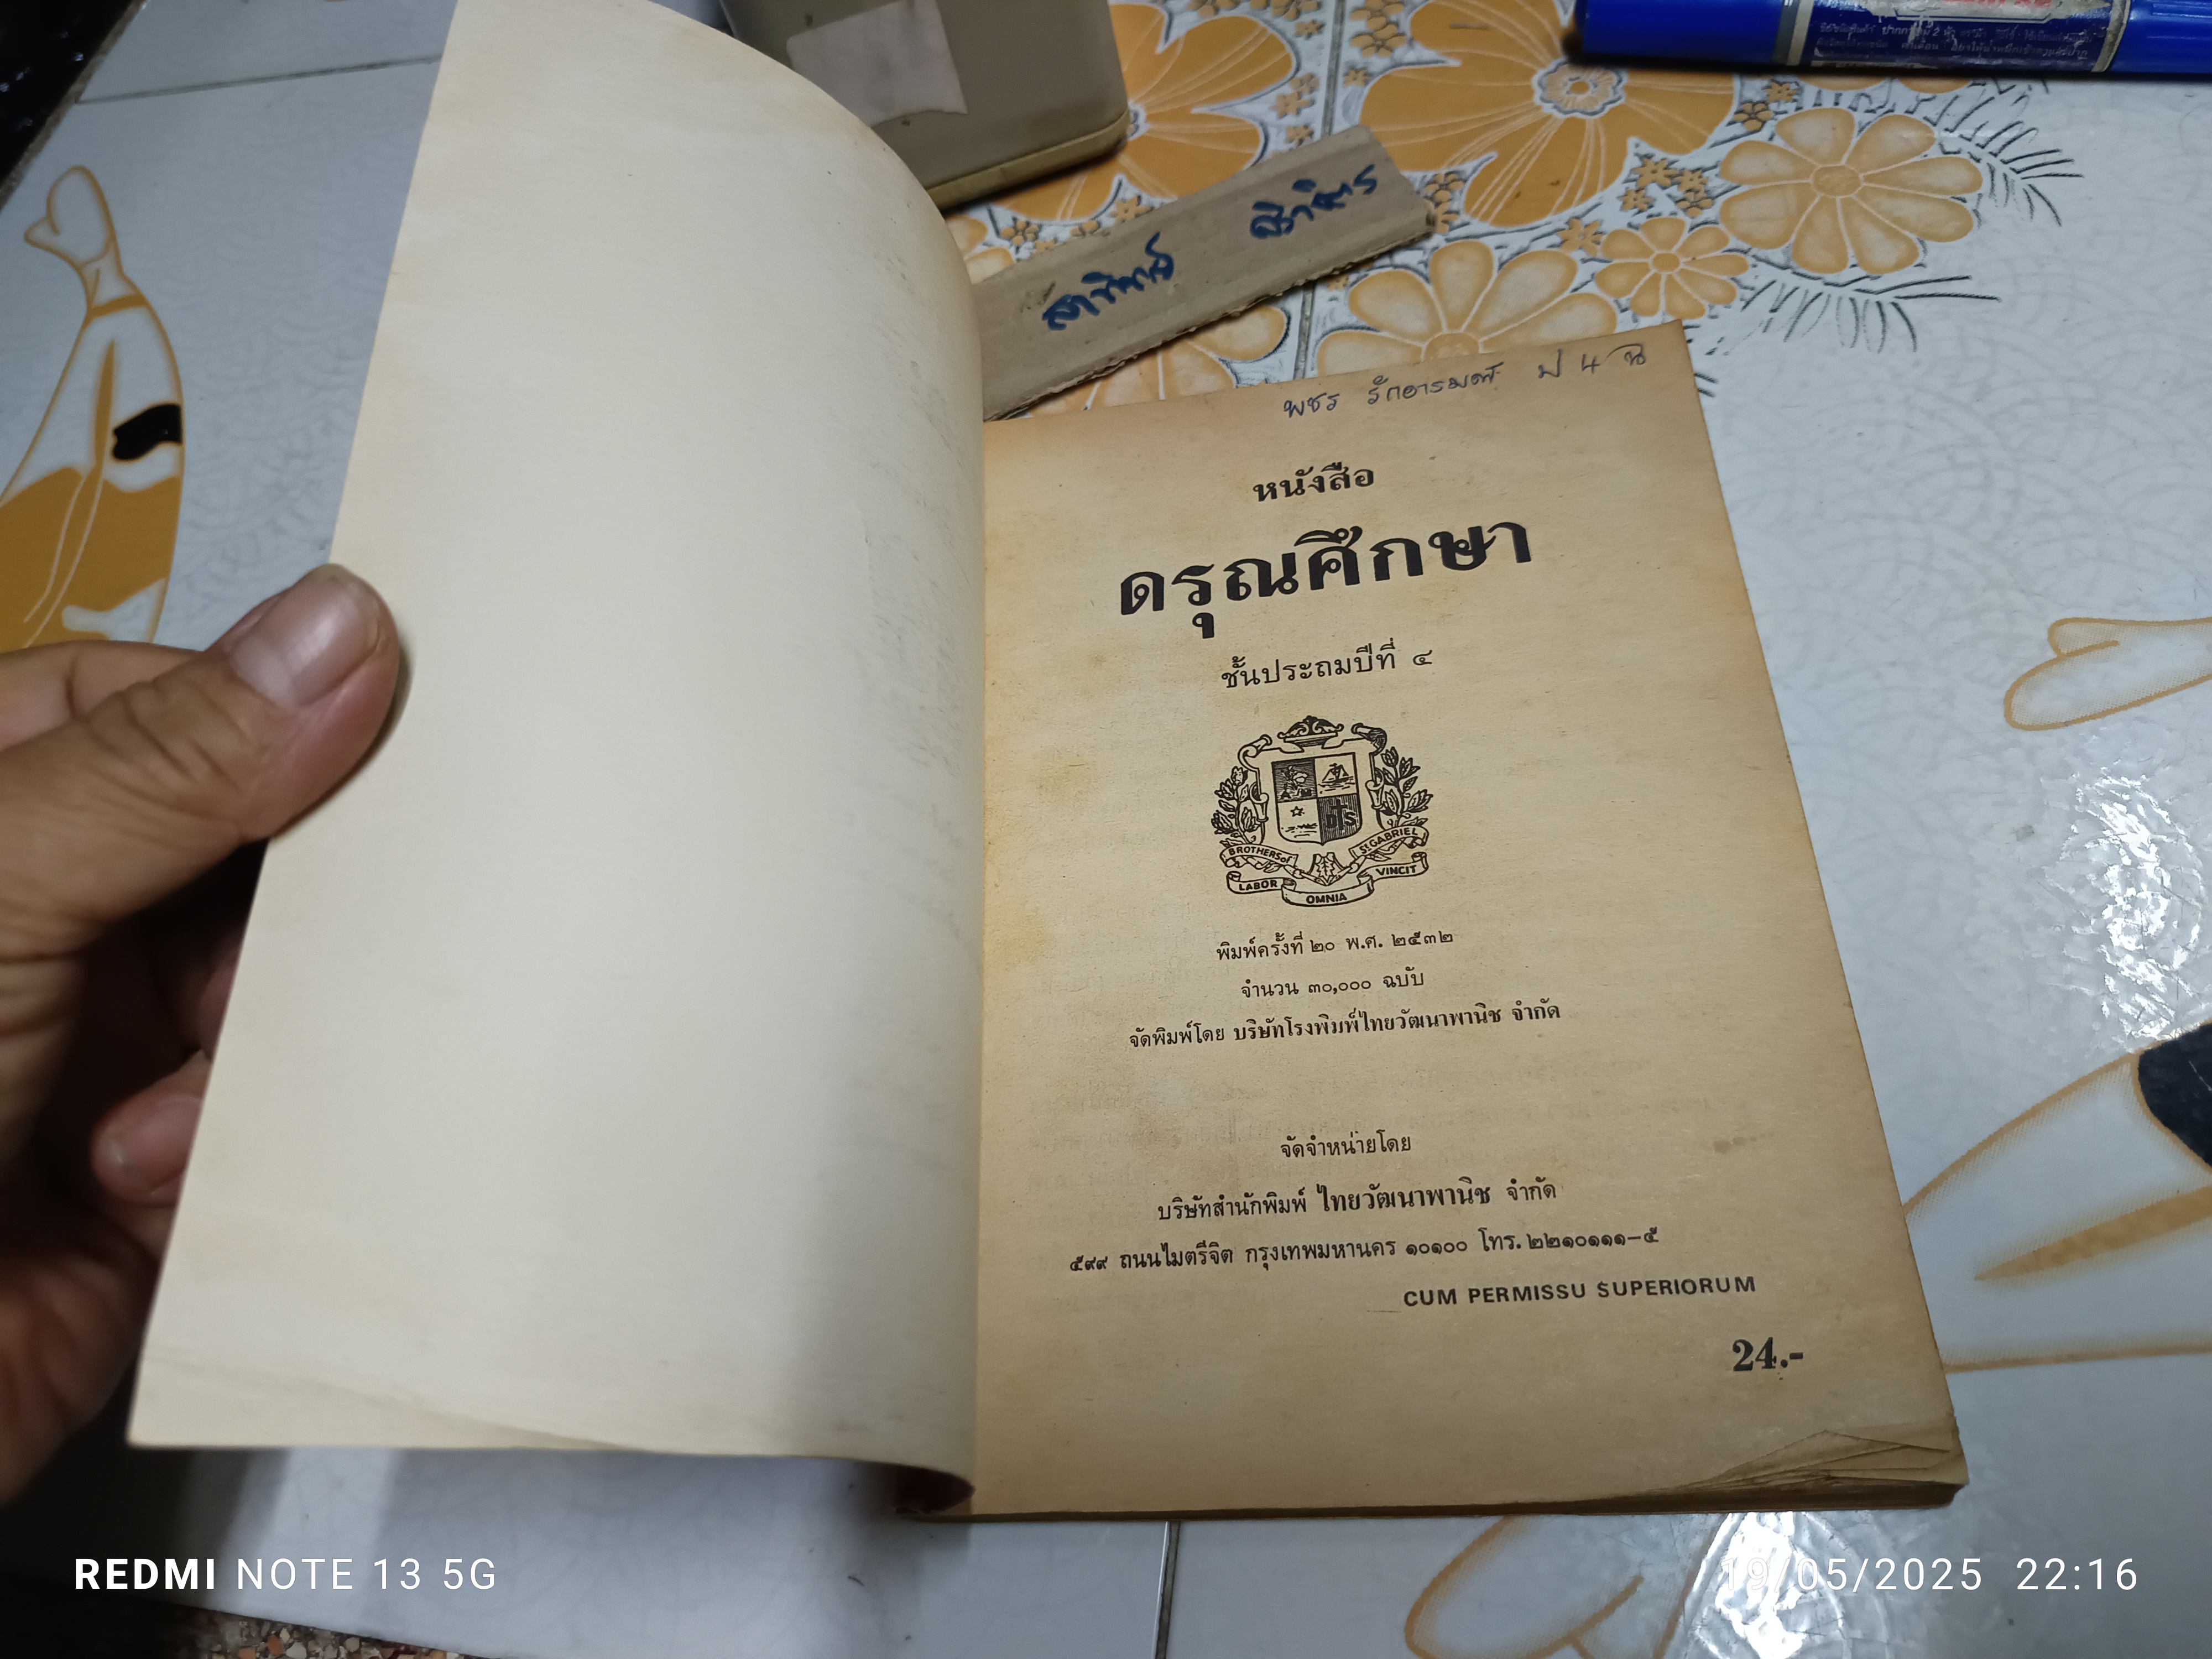 พชร รักอารมณ์ ป 4 ฉ
หนังสือ
ดรุณศึกษา
ชั้นประถมปีที่ ๔
A M
D S
BROTHERS of ST GABRIEL
LABOR OMNIA VINCIT
พิมพ์ครั้งที่ ๒๐ พ.ศ. ๒๕๓๒
จำนวน ๓๐,๐๐๐ ฉบับ
จัดพิมพ์โดย บริษัทโรงพิมพ์ไทยวัฒนาพานิช จำกัด
จัดจำหน่ายโดย
บริษัทสำนักพิมพ์ ไทยวัฒนาพานิช จำกัด
๕๙๙ ถนนไมตรีจิต กรุงเทพมหานคร ๑๐๑๐๐ โทร. ๒๒๑๐๑๑๑-๕
CUM PERMISSU SUPERIORUM
24.-
REDMI NOTE 13 5G
19/05/2025 22:16